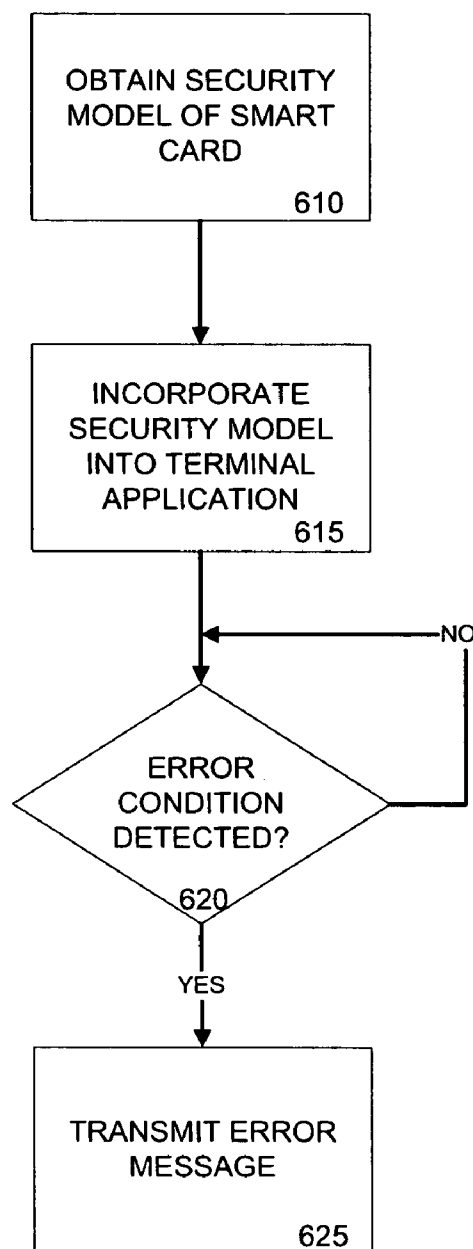 OBTAIN SECURITY
MODEL OF SMART
CARD
610
INCORPORATE
SECURITY MODEL
INTO TERMINAL
APPLICATION
615
NO
ERROR
CONDITION
DETECTED?
620
YES
TRANSMIT ERROR
MESSAGE
625